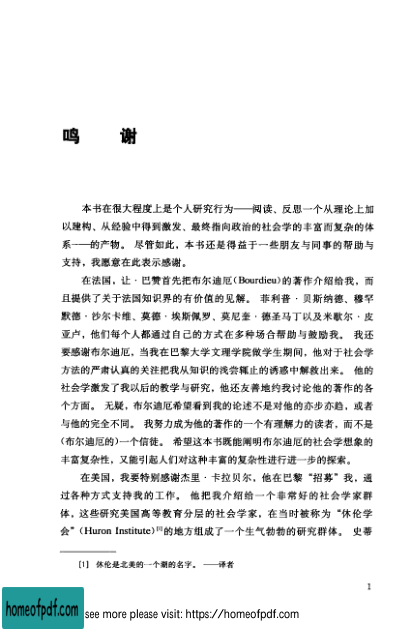 鸣 谢
本书在很大程度上是个人研究行为——阅读、反思一个从理论上加
以建构、从经验中得到激发、最终指向政治的社会学的丰富而复杂的体
系——的产物。 尽管如此，本书还是得益于一些朋友与同事的帮助与
支持，我愿意在此表示感谢。
在法国，让·巴赞首先把布尔迪厄(Bourdieu)的著作介绍给我，而
且提供了关于法国知识界的有价值的见解。 菲利普·贝斯纳德、穆罕
默德·沙尔卡维、莫德·埃斯佩罗、莫尼奎·德圣马丁以及米歇尔·皮
亚卢，他们每个人都通过自己的方式在多种场合帮助与鼓励我。 我还
要感谢布尔迪厄，当我在巴黎大学文理学院做学生期间，他对于社会学
方法的严肃认真的关注把我从知识的浅尝辄止的诱惑中解救出来。 他的
社会学激发了我以后的教学与研究，他还友善地约我讨论他的著作的各
个方面。 无疑，布尔迪厄希望看到我的论述不是对他的亦步亦趋，或者
与他的完全不同。 我努力成为他的著作的一个有理解力的读者，而不是
(布尔迪厄的)一个信徒。 希望这本书既能阐明布尔迪厄的社会学想象的
丰富复杂性，又能引起人们对这种丰富的复杂性进行进一步的探索。
在美国，我要特别感谢杰里·卡拉贝尔，他在巴黎“招募”我，通
过各种方式支持我的工作。 他把我介绍给一个非常好的社会学家群
体，这些研究美国高等教育分层的社会学家，在当时被称为“休伦学
会”(Huron Institute)[1]的地方组成了一个生气勃勃的研究群体。 史蒂
[1] 休伦是北美的一个湖的名字。 ——译者
1
homeofpdf.com
see more please visit: https://homeofpdf.com